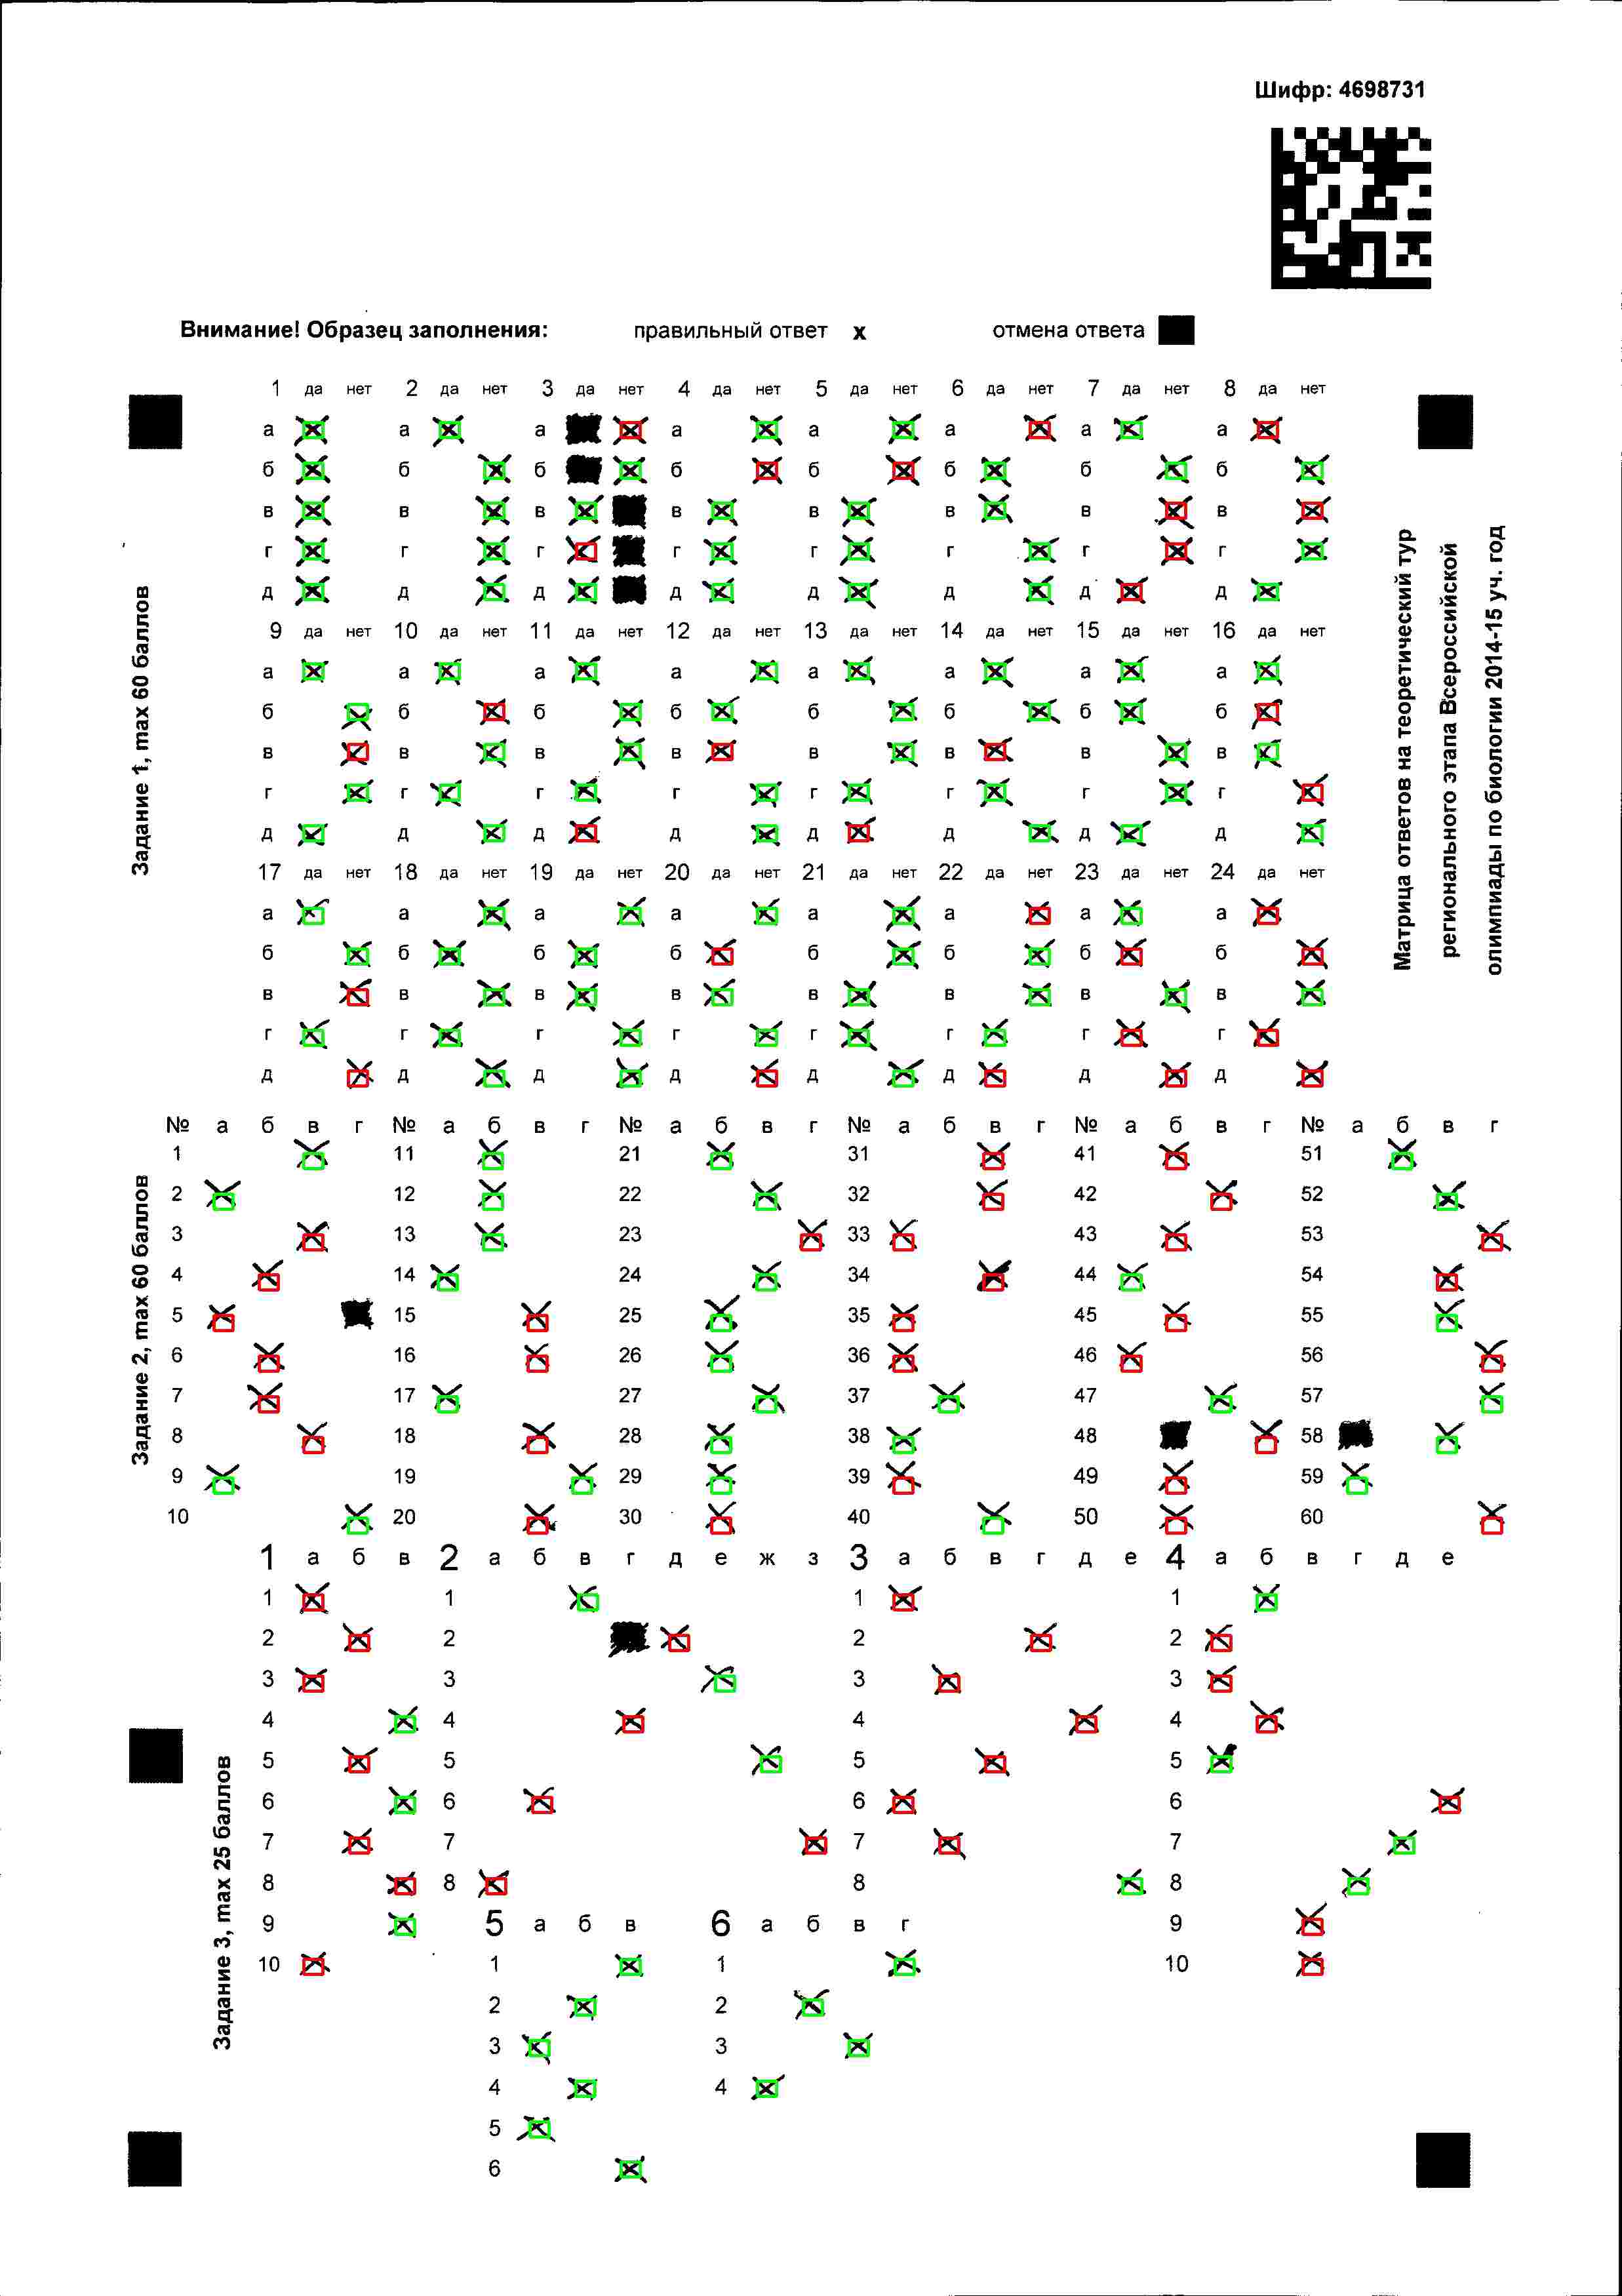 Шифр: 4698731
Внимание! Образец заполнения: правильный ответ x отмена ответа
1 да нет 2 да нет 3 да нет 4 да нет 5 да нет 6 да нет 7 да нет 8 да нет
а а а а а а а а
б б б б б б б б
в в в в в в в в
г г г г г г г г
д д д д д д д д
9 да нет 10 да нет 11 да нет 12 да нет 13 да нет 14 да нет 15 да нет 16 да нет
а а а а а а а а
б б б б б б б б
в в в в в в в в
г г г г г г г г
д д д д д д д д
17 да нет 18 да нет 19 да нет 20 да нет 21 да нет 22 да нет 23 да нет 24 да нет
а а а а а а а а
б б б б б б б б
в в в в в в в в
г г г г г г г г
д д д д д д д д
Задание 1, max 60 баллов
Матрица ответов на теоретический тур
регионального этапа Всероссийской
олимпиады по биологии 2014-15 уч. год
№ а б в г № а б в г № а б в г № а б в г № а б в г № а б в г
1 11 21 31 41 51
2 12 22 32 42 52
3 13 23 33 43 53
4 14 24 34 44 54
5 15 25 35 45 55
6 16 26 36 46 56
7 17 27 37 47 57
8 18 28 38 48 58
9 19 29 39 49 59
10 20 30 40 50 60
Задание 2, max 60 баллов
1 а б в 2 а б в г д е ж з 3 а б в г д е 4 а б в г д е
1 1 1 1
2 2 2 2
3 3 3 3
4 4 4 4
5 5 5 5
6 6 6 6
7 7 7 7
8 8 8 8
9 5 а б в 6 а б в г 9
10 1 1 10
2 2
3 3
4 4
5
6
Задание 3, max 25 баллов